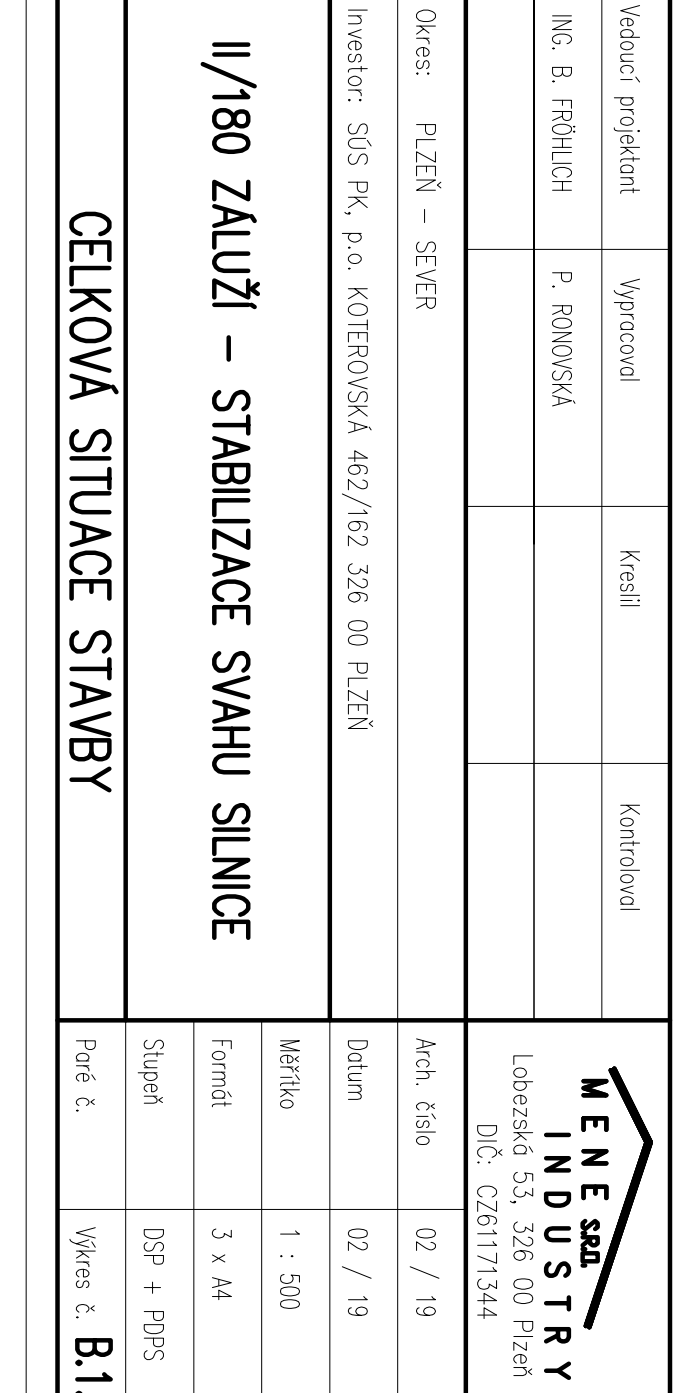 Vedoucí projektant Vypracoval Kreslil Kontroloval
ING. B. FRÖHLICH P. RONOVSKÁ
MENE S.R.O.
INDUSTRY
Lobezská 53, 326 00 Plzeň
DIČ: CZ61171344
Okres: PLZEŇ – SEVER
Arch. číslo 02 / 19
Investor: SÚS PK, p.o. KOTEROVSKÁ 462/162 326 00 PLZEŇ
Datum 02 / 19
II/180 ZÁLUŽÍ – STABILIZACE SVAHU SILNICE
Měřítko 1 : 500
Formát 3 x A4
Stupeň DSP + PDPS
CELKOVÁ SITUACE STAVBY
Paré č. Výkres č. B.1.